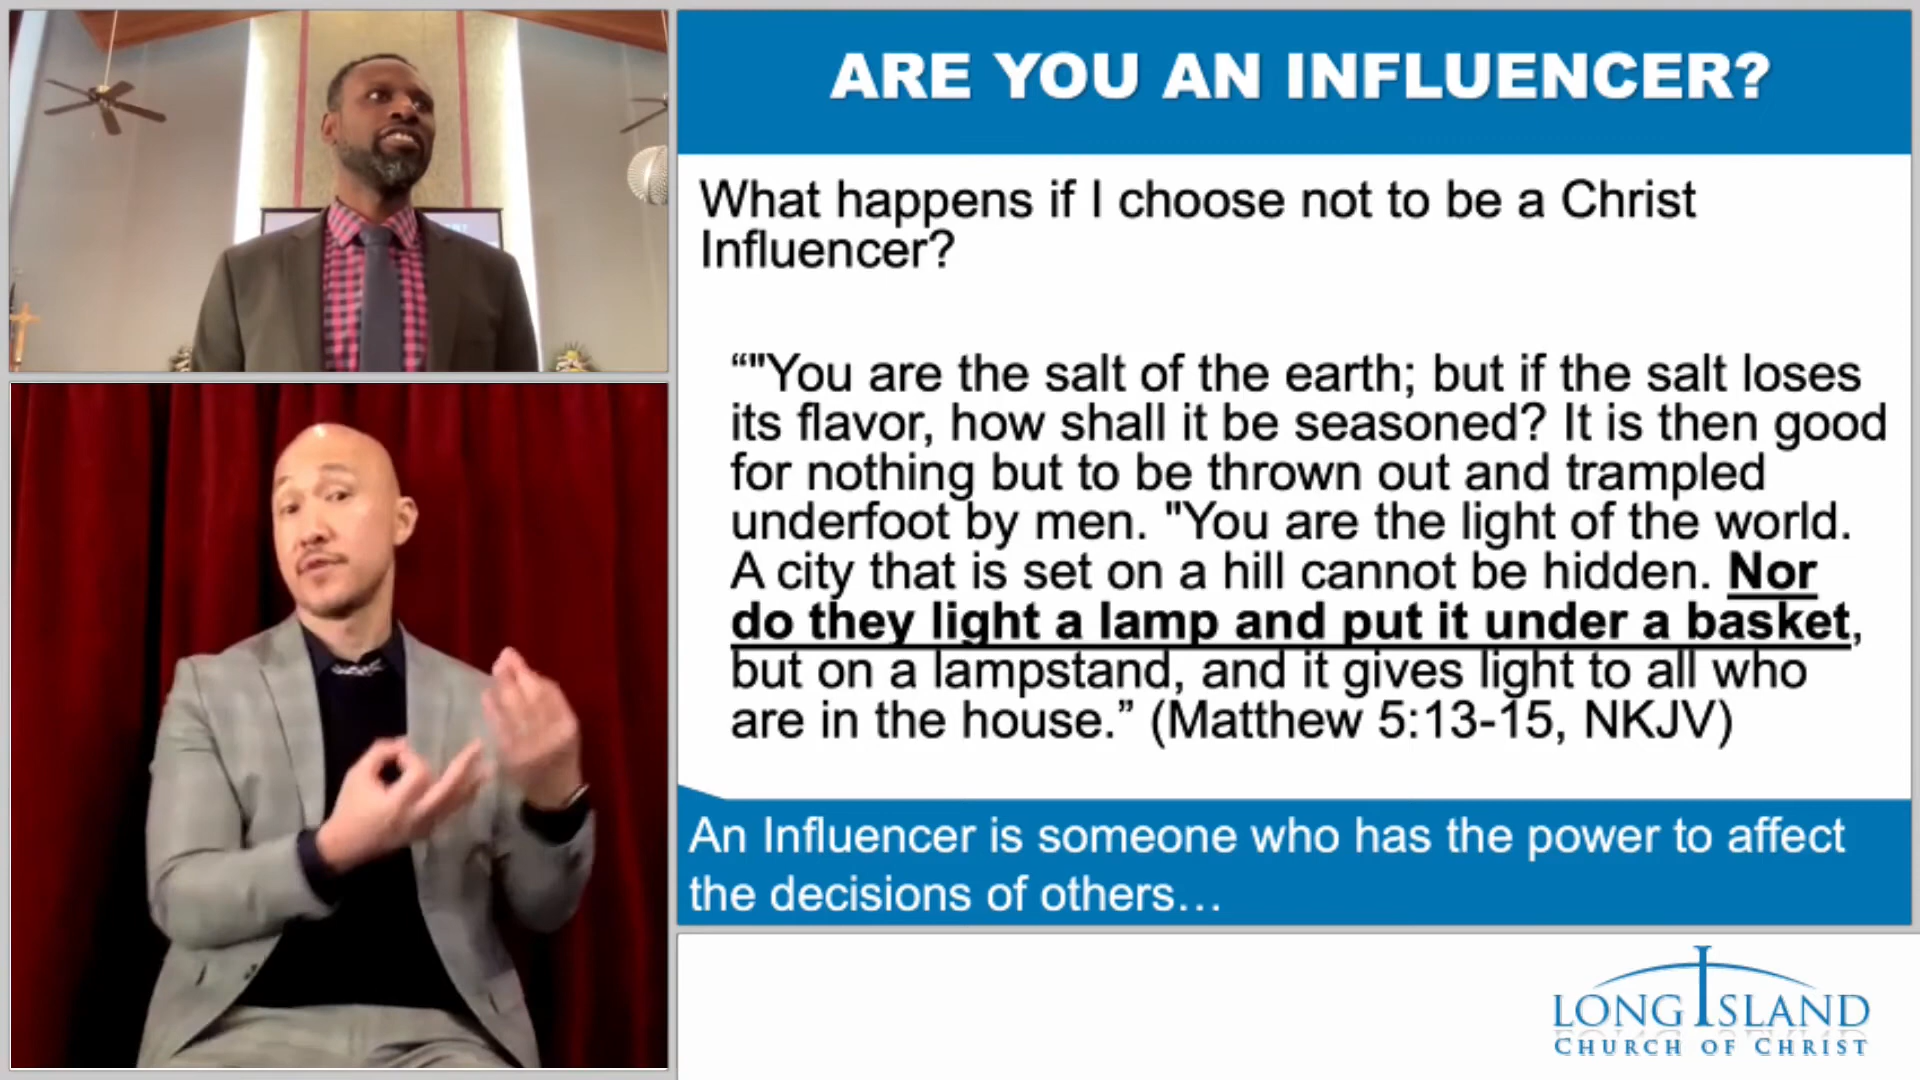 ARE YOU AN INFLUENCER?
What happens if I choose not to be a Christ
Influencer?
“"You are the salt of the earth; but if the salt loses
its flavor, how shall it be seasoned? It is then good
for nothing but to be thrown out and trampled
underfoot by men. "You are the light of the world.
A city that is set on a hill cannot be hidden. Nor
do they light a lamp and put it under a basket,
but on a lampstand, and it gives light to all who
are in the house.” (Matthew 5:13-15, NKJV)
An Influencer is someone who has the power to affect
the decisions of others…
LONG ISLAND
CHURCH OF CHRIST